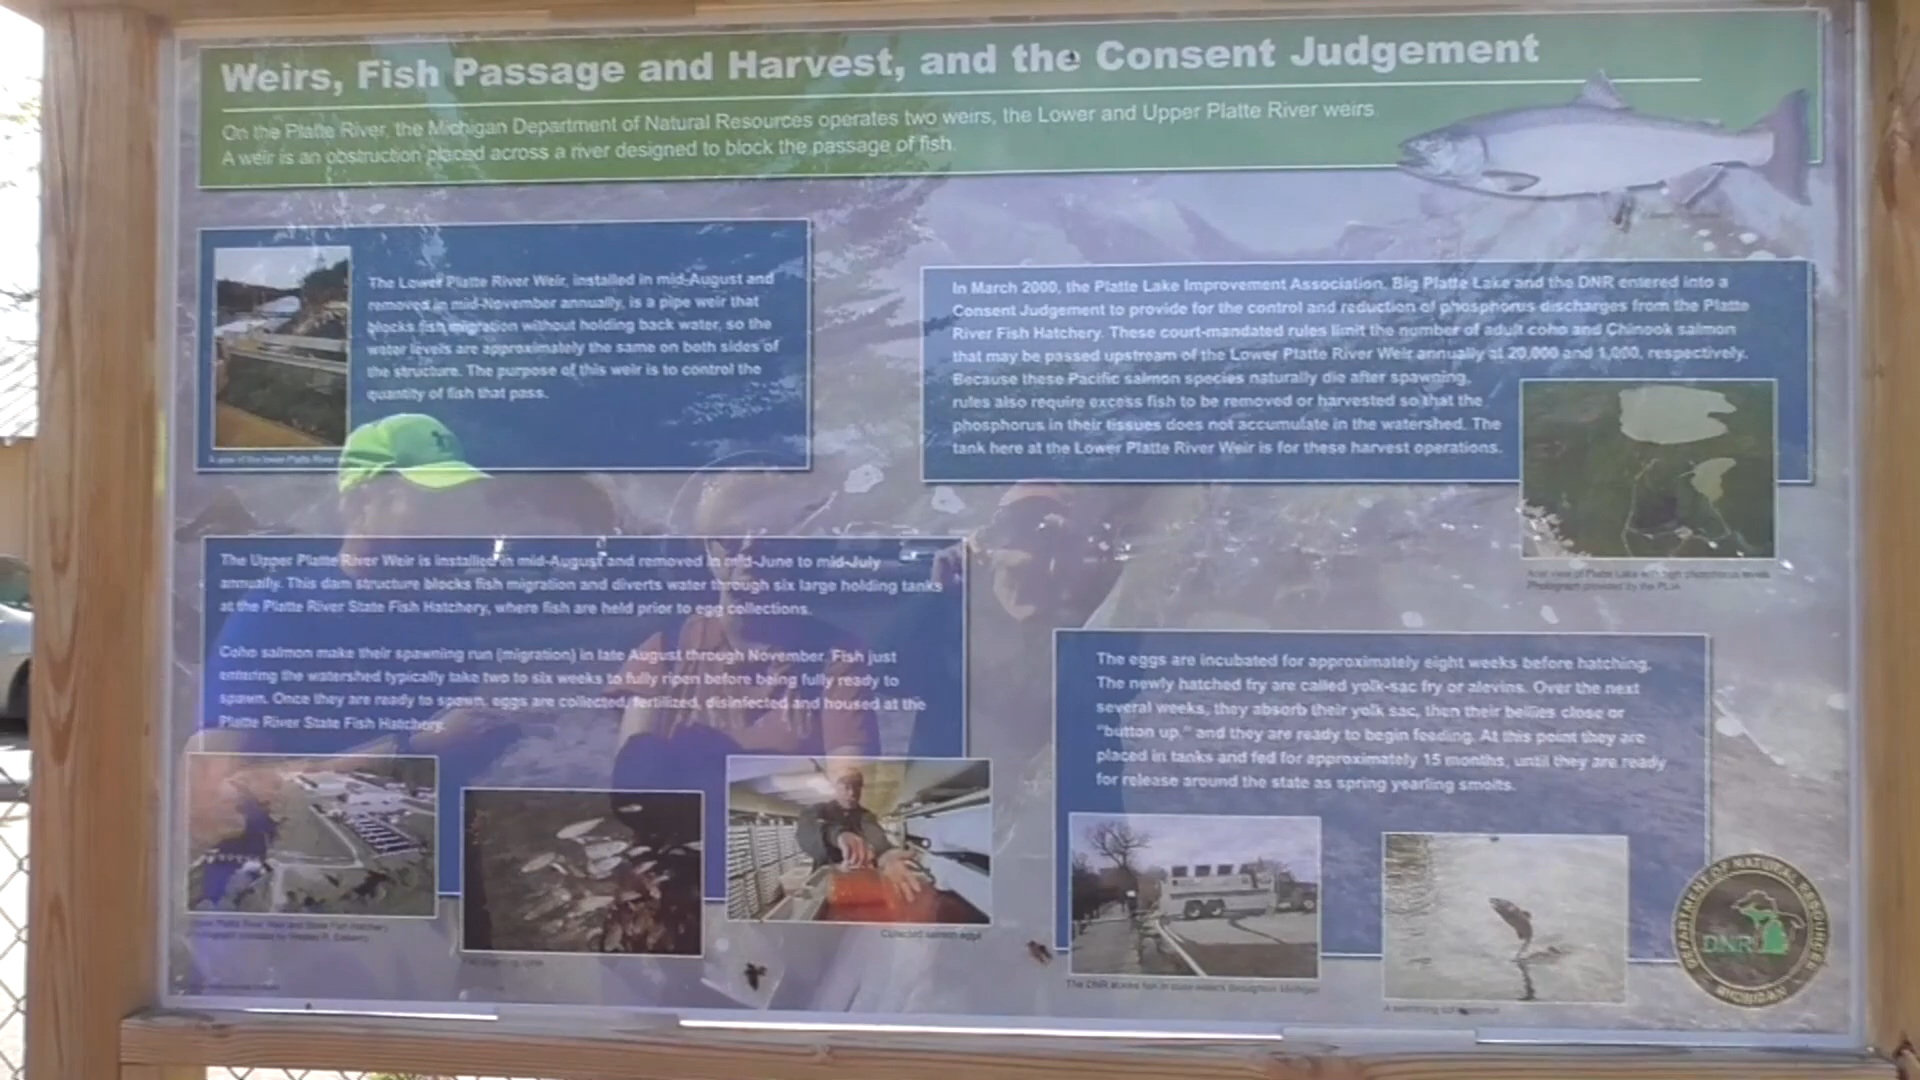 Weirs, Fish Passage and Harvest, and the Consent Judgement
On the Platte River, the Michigan Department of Natural Resources operates two weirs, the Lower and Upper Platte River weirs.
A weir is an obstruction placed across a river designed to block the passage of fish.
The Lower Platte River Weir, installed in mid-August and
removed in mid-November annually, is a pipe weir that
blocks fish migration without holding back water, so the
water levels are approximately the same on both sides of
the structure. The purpose of this weir is to control the
quantity of fish that pass.
In March 2000, the Platte Lake Improvement Association, Big Platte Lake and the DNR entered into a
Consent Judgement to provide for the control and reduction of phosphorus discharges from the Platte
River Fish Hatchery. These court-mandated rules limit the number of adult coho and Chinook salmon
that may be passed upstream of the Lower Platte River Weir annually at 20,000 and 1,000, respectively.
Because these Pacific salmon species naturally die after spawning,
rules also require excess fish to be removed or harvested so that the
phosphorus in their tissues does not accumulate in the watershed. The
tank here at the Lower Platte River Weir is for these harvest operations.
Photograph provided by the PLIA
The Upper Platte River Weir is installed in mid-August and removed in mid-June to mid-July
annually. This dam structure blocks fish migration and diverts water through six large holding tanks
at the Platte River State Fish Hatchery, where fish are held prior to egg collections.
Coho salmon make their spawning run (migration) in late August through November. Fish just
entering the watershed typically take two to six weeks to fully ripen before being fully ready to
spawn. Once they are ready to spawn, eggs are collected, fertilized, disinfected and housed at the
Platte River State Fish Hatchery.
Collected salmon eggs
The eggs are incubated for approximately eight weeks before hatching.
The newly hatched fry are called yolk-sac fry or alevins. Over the next
several weeks, they absorb their yolk sac, then their bellies close or
"button up," and they are ready to begin feeding. At this point they are
placed in tanks and fed for approximately 15 months, until they are ready
for release around the state as spring yearling smolts.
The DNR stocks fish in state waters throughout Michigan
DEPARTMENT OF NATURAL RESOURCES
DNR
MICHIGAN